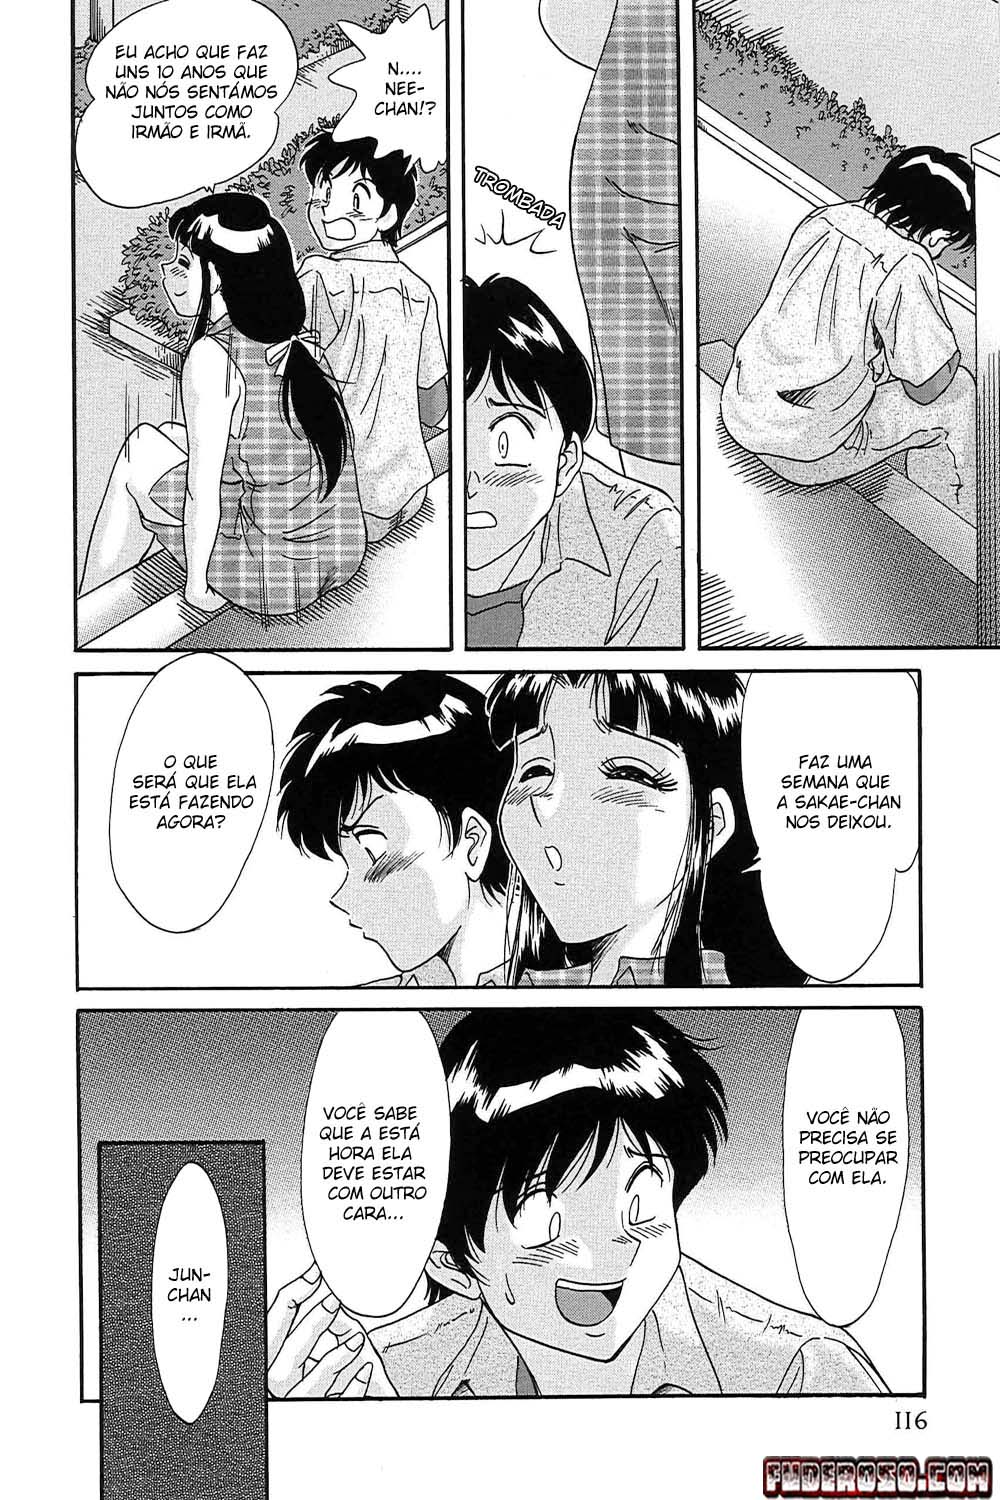 TROMBADA
N....
NEE-
CHAN!?
EU ACHO QUE FAZ
UNS 10 ANOS QUE
NÃO NÓS SENTÁMOS
JUNTOS COMO
IRMÃO E IRMÃ.
FAZ UMA
SEMANA QUE
A SAKAE-CHAN
NOS DEIXOU.
O QUE
SERÁ QUE ELA
ESTÁ FAZENDO
AGORA?
VOCÊ NÃO
PRECISA SE
PREOCUPAR
COM ELA.
VOCÊ SABE
QUE A ESTÁ
HORA ELA
DEVE ESTAR
COM OUTRO
CARA...
JUN-
CHAN
...
116
FUDEROSO.COM